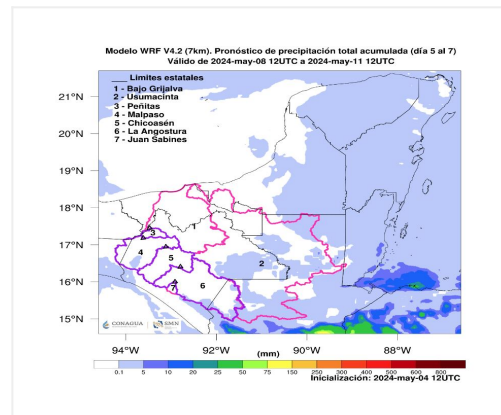 Modelo WRF V4.2 (7km). Pronóstico de precipitación total acumulada (día 5 al 7)
Válido de 2024-may-08 12UTC a 2024-may-11 12UTC
Limites estatales
1 - Bajo Grijalva
2 - Usumacinta
3 - Peñitas
4 - Malpaso
5 - Chicoasén
6 - La Angostura
7 - Juan Sabines
21°N
20°N
19°N
18°N
17°N
16°N
15°N
1
3
4
5
2
7
6
CONAGUA
SMN
94°W 92°W 90°W 88°W
(mm)
0.1 5 10 20 25 50 75 150 250 300 400 500 600 800
Inicialización: 2024-may-04 12UTC